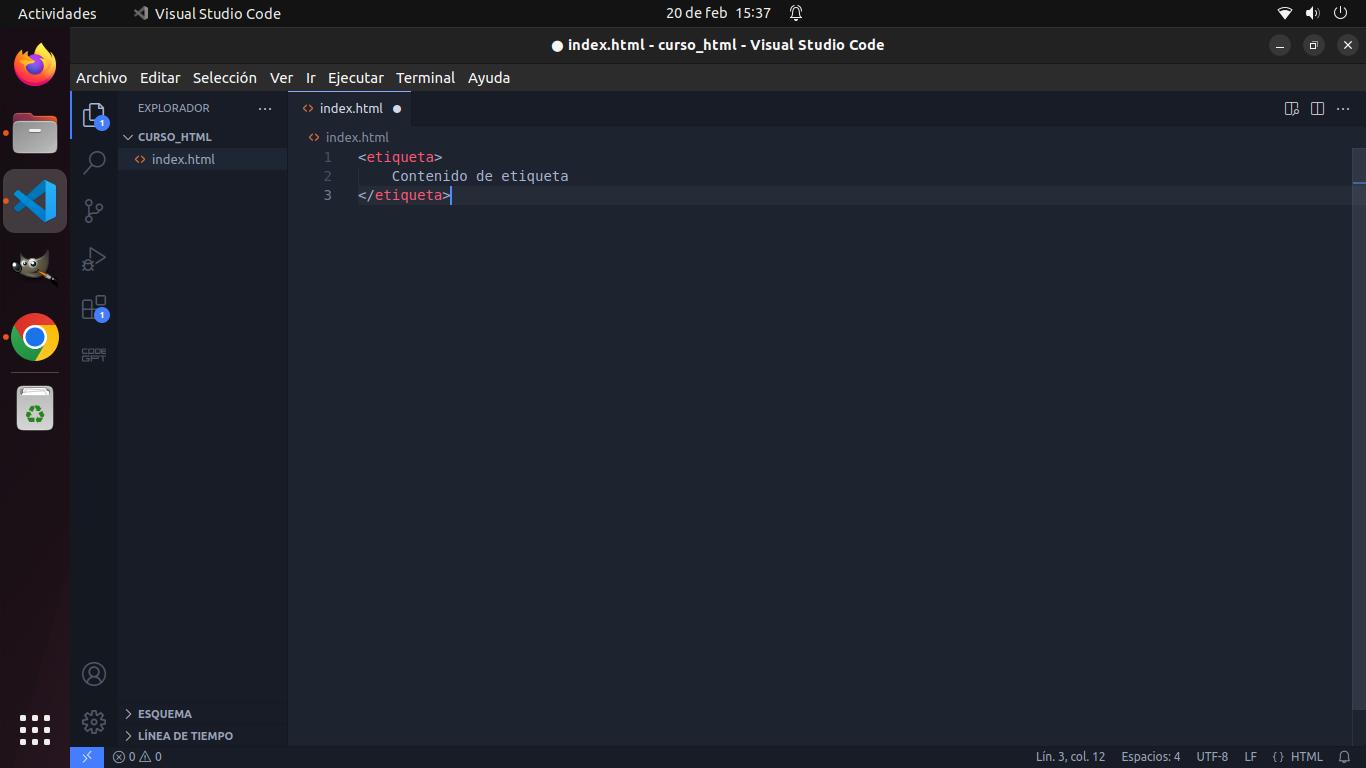 Actividades Visual Studio Code 20 de feb 15:37
index.html - curso_html - Visual Studio Code
Archivo Editar Selección Ver Ir Ejecutar Terminal Ayuda
EXPLORADOR
CURSO_HTML
index.html
index.html
index.html
1 <etiqueta>
2 Contenido de etiqueta
3 </etiqueta>
1
1
CODE
GPT
ESQUEMA
LÍNEA DE TIEMPO
0 0 Lín. 3, col. 12 Espacios: 4 UTF-8 LF {} HTML